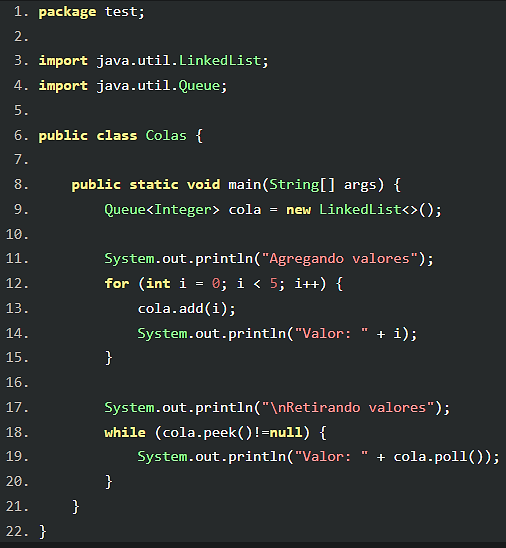 1. package test;
2.
3. import java.util.LinkedList;
4. import java.util.Queue;
5.
6. public class Colas {
7.
8.     public static void main(String[] args) {
9.         Queue<Integer> cola = new LinkedList<>();
10.
11.         System.out.println("Agregando valores");
12.         for (int i = 0; i < 5; i++) {
13.             cola.add(i);
14.             System.out.println("Valor: " + i);
15.         }
16.
17.         System.out.println("\nRetirando valores");
18.         while (cola.peek()!=null) {
19.             System.out.println("Valor: " + cola.poll());
20.         }
21.     }
22. }